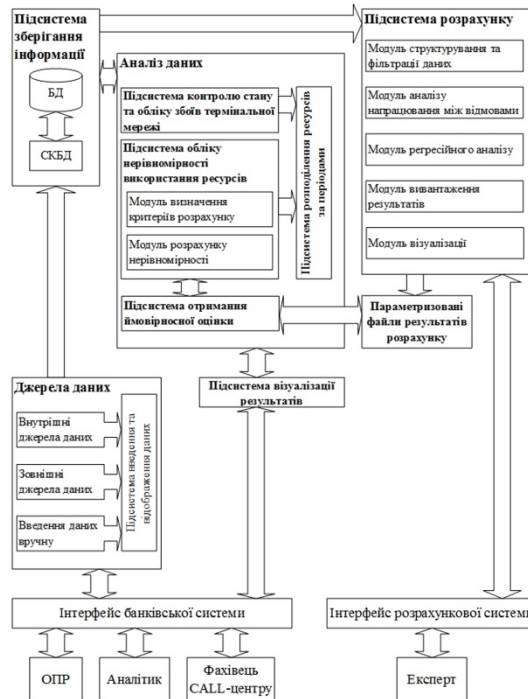 Підсистема
зберігання
інформації
БД
СКБД
Аналіз даних
Підсистема контролю стану
та обліку збоїв термінальної
мережі
Підсистема обліку
нерівномірності
використання ресурсів
Модуль визначення
критеріїв розрахунку
Модуль розрахунку
нерівномірності
Підсистема розподілення ресурсів
за періодами
Підсистема отримання
ймовірносної оцінки
Підсистема розрахунку
Модуль структурування та
фільтрації даних
Модуль аналізу
напрацювання між відмовами
Модуль регресійного аналізу
Модуль вивантаження
результатів
Модуль візуалізації
Параметризовані
файли результатів
розрахунку
Підсистема візуалізації
результатів
Джерела даних
Внутрішні
джерела даних
Зовнішні
джерела даних
Введення даних
вручну
Підсистема введення та
відображення даних
Інтерфейс банківської системи
Інтерфейс розрахункової системи
ОПР
Аналітик
Фахівець
CALL-центру
Експерт